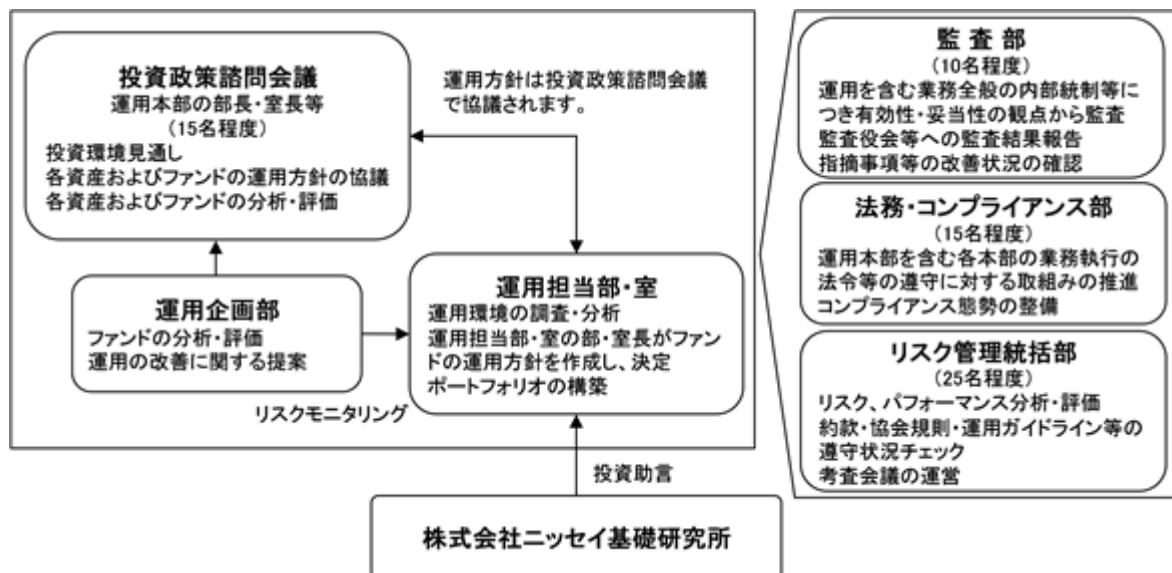 投資政策諮問会議
運用本部の部長・室長等
(15名程度)
投資環境見通し
各資産およびファンドの運用方針の協議
各資産およびファンドの分析・評価
運用方針は投資政策諮問会議
で協議されます。
運用企画部
ファンドの分析・評価
運用の改善に関する提案
運用担当部・室
運用環境の調査・分析
運用担当部・室の部・室長がファン
ドの運用方針を作成し、決定
ポートフォリオの構築
リスクモニタリング
投資助言
株式会社ニッセイ基礎研究所
監 査 部
(10名程度)
運用を含む業務全般の内部統制等に
つき有効性・妥当性の観点から監査
監査役会等への監査結果報告
指摘事項等の改善状況の確認
法務・コンプライアンス部
(15名程度)
運用本部を含む各本部の業務執行の
法令等の遵守に対する取組みの推進
コンプライアンス態勢の整備
リスク管理統括部
(25名程度)
リスク、パフォーマンス分析・評価
約款・協会規則・運用ガイドライン等の
遵守状況チェック
考査会議の運営